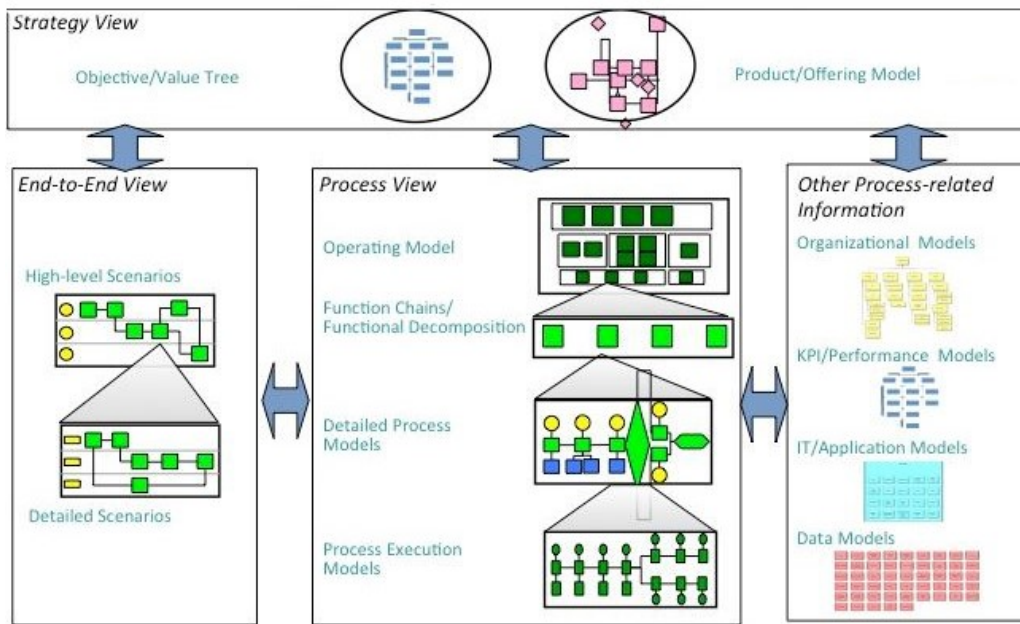 Strategy View
Objective/Value Tree
Product/Offering Model
End-to-End View
High-level Scenarios
Detailed Scenarios
Process View
Operating Model
Function Chains/
Functional Decomposition
Detailed Process
Models
Process Execution
Models
Other Process-related
Information
Organizational Models
KPI/Performance Models
IT/Application Models
Data Models